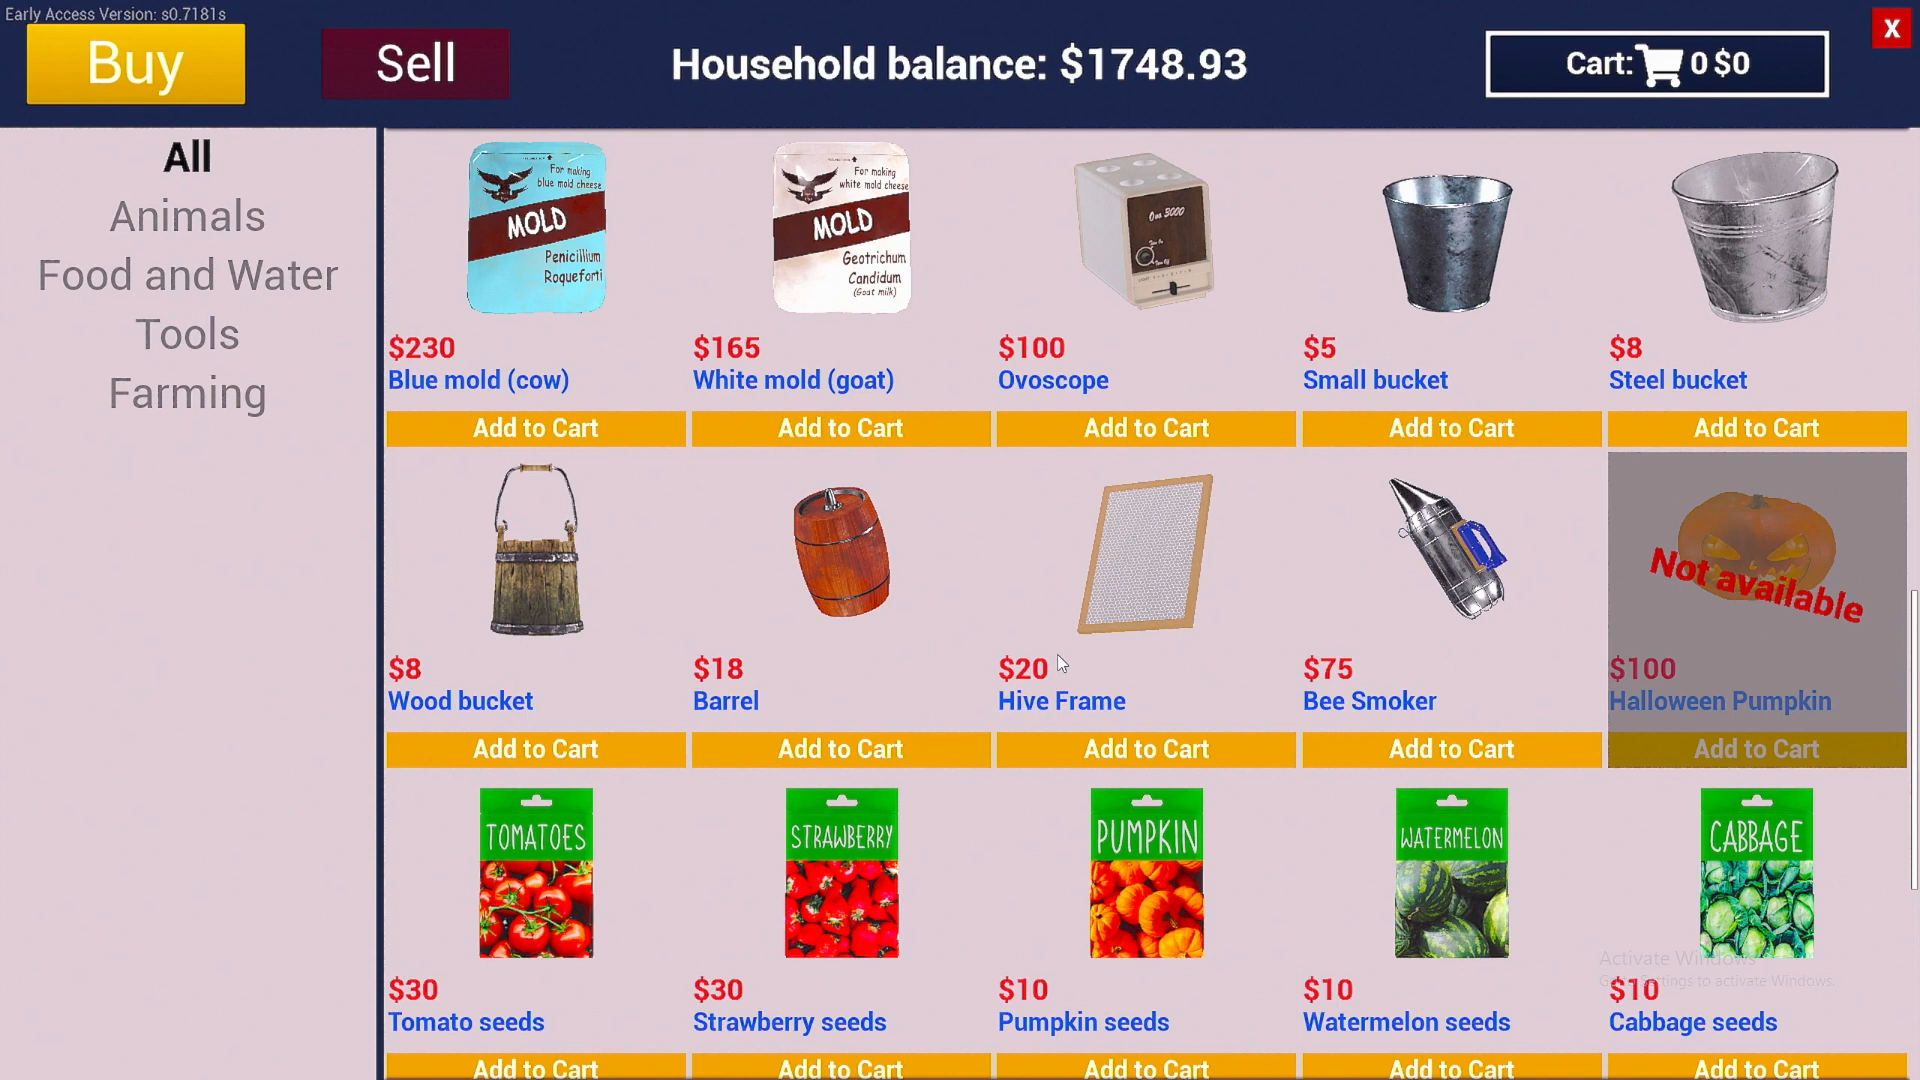 Early Access Version: s0.7181s
Buy
Sell
Household balance: $1748.93
Cart: 0 $0
X
All
Animals
Food and Water
Tools
Farming
For making
blue mold cheese
MOLD
Penicillium
Roqueforti
$230
Blue mold (cow)
Add to Cart
For making
white mold cheese
MOLD
Geotrichum
Candidum
(Goat milk)
$165
White mold (goat)
Add to Cart
Ova 3000
Turn On
Turn Off
$100
Ovoscope
Add to Cart
$5
Small bucket
Add to Cart
$8
Steel bucket
Add to Cart
$8
Wood bucket
Add to Cart
$18
Barrel
Add to Cart
$20
Hive Frame
Add to Cart
$75
Bee Smoker
Add to Cart
Not available
$100
Halloween Pumpkin
Add to Cart
TOMATOES
$30
Tomato seeds
Add to Cart
STRAWBERRY
$30
Strawberry seeds
Add to Cart
PUMPKIN
$10
Pumpkin seeds
Add to Cart
WATERMELON
$10
Watermelon seeds
Add to Cart
CABBAGE
$10
Cabbage seeds
Add to Cart
Activate Windows
Go to Settings to activate Windows.